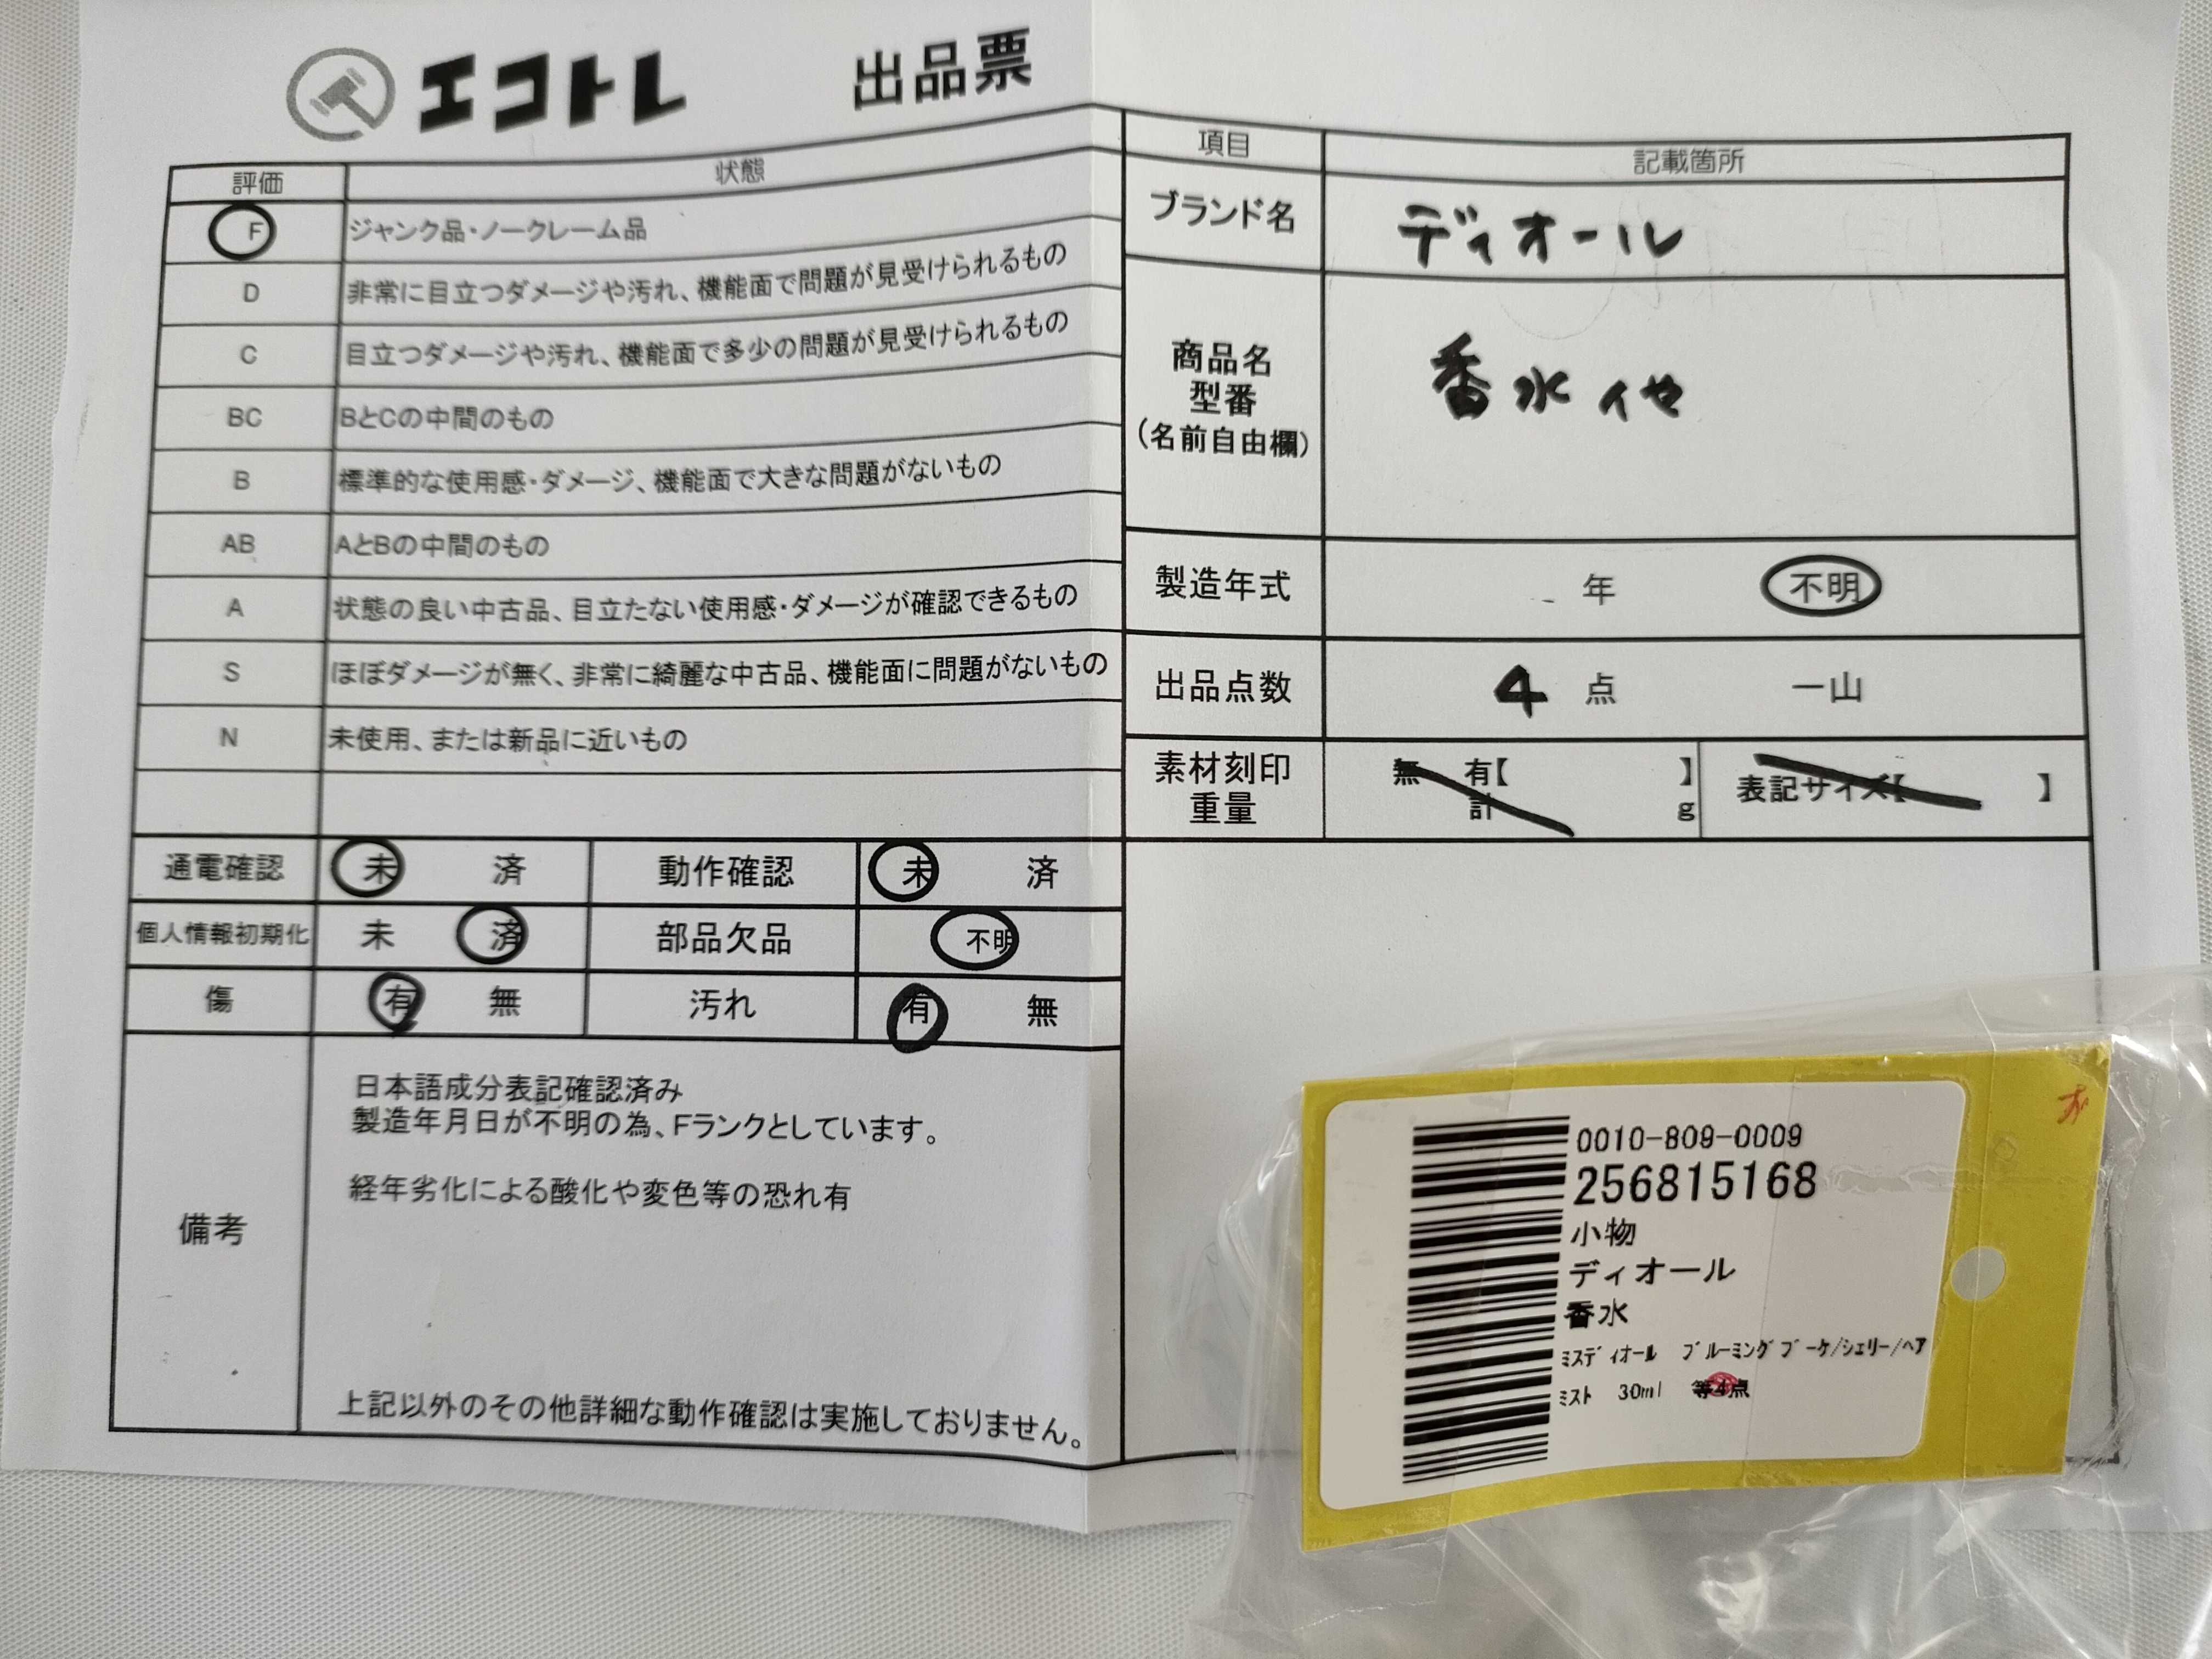 エコトレ 出品票
評価 状態
F ジャンク品・ノークレーム品
D 非常に目立つダメージや汚れ、機能面で問題が見受けられるもの
C 目立つダメージや汚れ、機能面で多少の問題が見受けられるもの
BC BとCの中間のもの
B 標準的な使用感・ダメージ、機能面で大きな問題がないもの
AB AとBの中間のもの
A 状態の良い中古品、目立たない使用感・ダメージが確認できるもの
S ほぼダメージが無く、非常に綺麗な中古品、機能面に問題がないもの
N 未使用、または新品に近いもの
通電確認 未 済 動作確認 未 済
個人情報初期化 未 済 部品欠品 不明
傷 有 無 汚れ 有 無
備考
日本語成分表記確認済み
製造年月日が不明の為、Fランクとしています。
経年劣化による酸化や変色等の恐れ有
上記以外のその他詳細な動作確認は実施しておりません。
項目 記載箇所
ブランド名 ディオール
商品名
型番
(名前自由欄)
香水 他
製造年式 年 不明
出品点数 4 点 一山
素材刻印
重量
無 有【 】
計 g
表記サイズ【 】
0010-809-0009
256815168
小物
ディオール
香水
ﾐｽﾃﾞｨｵｰﾙ ﾌﾞﾙｰﾐﾝｸﾞﾌﾞｰｹ/ｼｪﾘｰ/ﾍｱ
ﾐｽﾄ 30ml 等4点